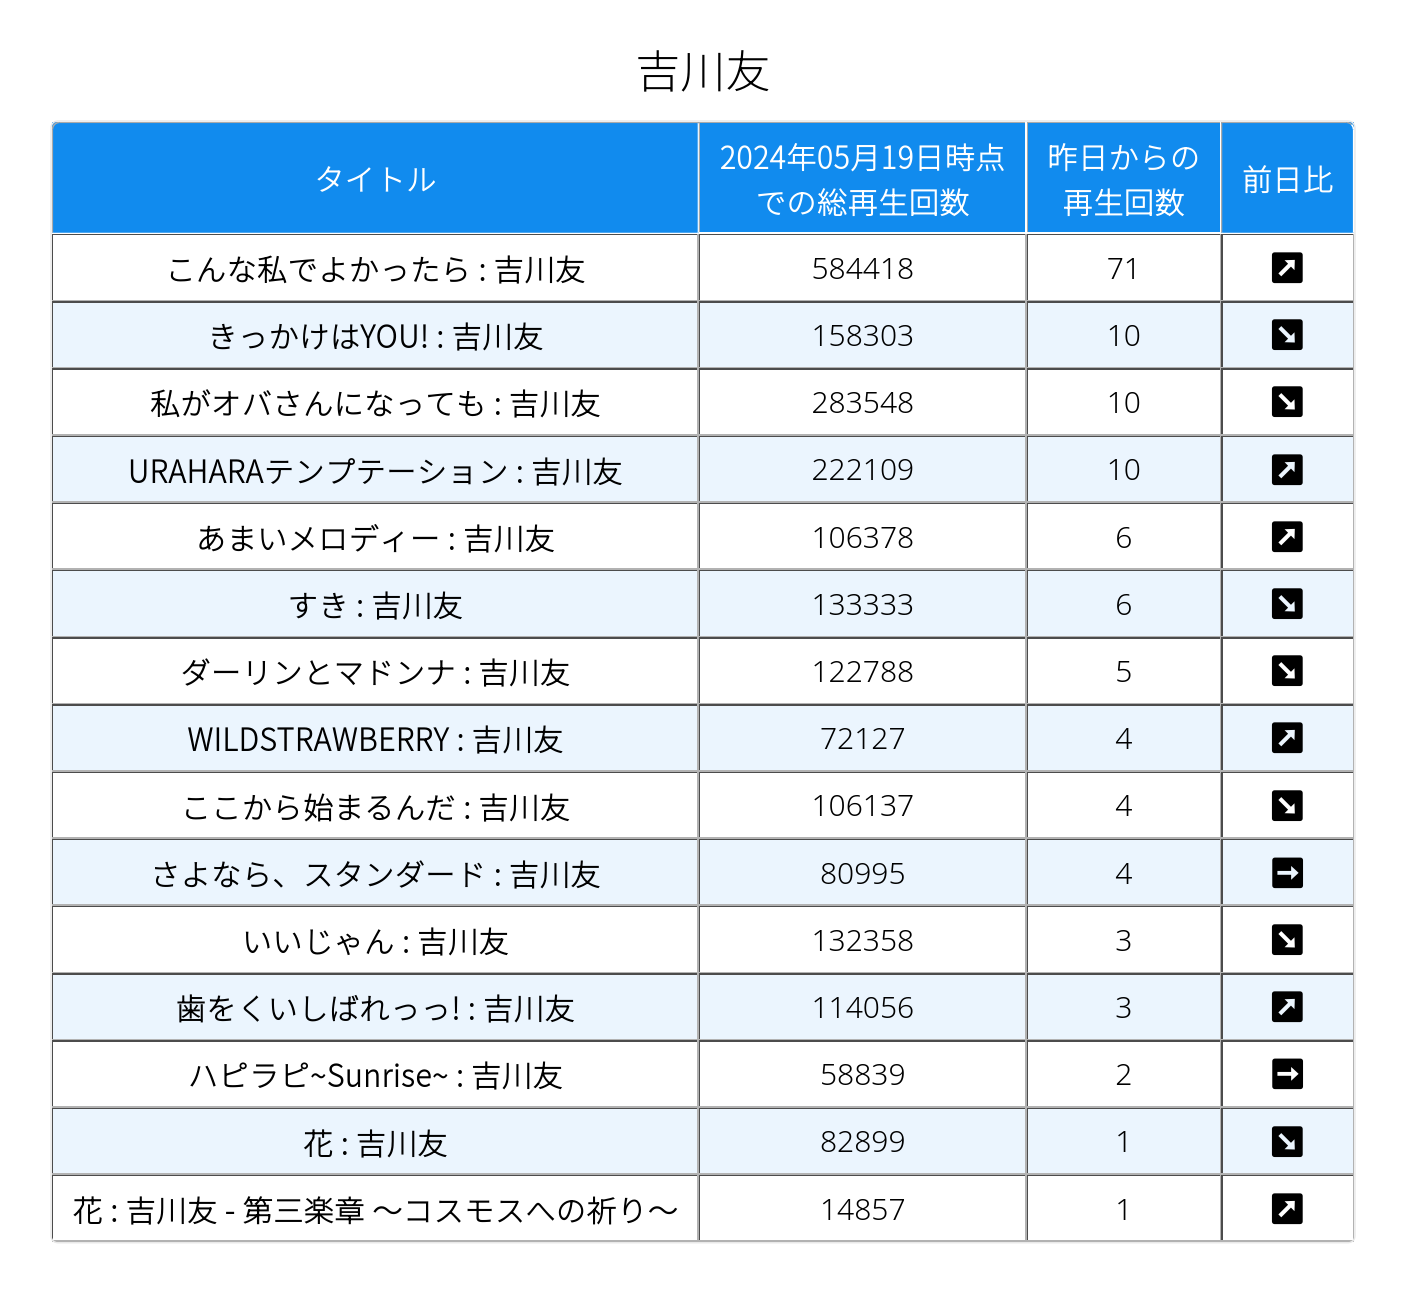 吉川友
タイトル 2024年05月19日時点での総再生回数 昨日からの再生回数 前日比
こんな私でよかったら : 吉川友 584418 71 ↗
きっかけはYOU! : 吉川友 158303 10 ↘
私がオバさんになっても : 吉川友 283548 10 ↘
URAHARAテンプテーション : 吉川友 222109 10 ↗
あまいメロディー : 吉川友 106378 6 ↗
すき : 吉川友 133333 6 ↘
ダーリンとマドンナ : 吉川友 122788 5 ↘
WILDSTRAWBERRY : 吉川友 72127 4 ↗
ここから始まるんだ : 吉川友 106137 4 ↘
さよなら、スタンダード : 吉川友 80995 4 →
いいじゃん : 吉川友 132358 3 ↘
歯をくいしばれっっ! : 吉川友 114056 3 ↗
ハピラピ~Sunrise~ : 吉川友 58839 2 →
花 : 吉川友 82899 1 ↘
花 : 吉川友 - 第三楽章 ～コスモスへの祈り～ 14857 1 ↗